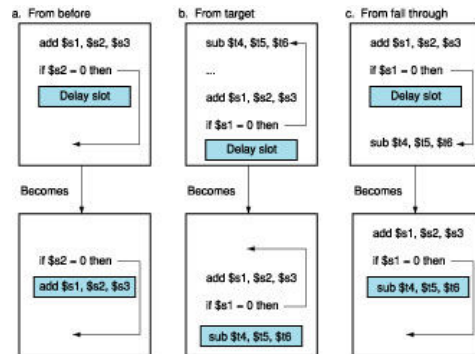 a. From before
add $s1, $s2, $s3
if $s2 = 0 then
Delay slot
Becomes
if $s2 = 0 then
add $s1, $s2, $s3
b. From target
sub $t4, $t5, $t6
...
add $s1, $s2, $s3
if $s1 = 0 then
Delay slot
Becomes
add $s1, $s2, $s3
if $s1 = 0 then
sub $t4, $t5, $t6
c. From fall through
add $s1, $s2, $s3
if $s1 = 0 then
Delay slot
sub $t4, $t5, $t6
Becomes
add $s1, $s2, $s3
if $s1 = 0 then
sub $t4, $t5, $t6